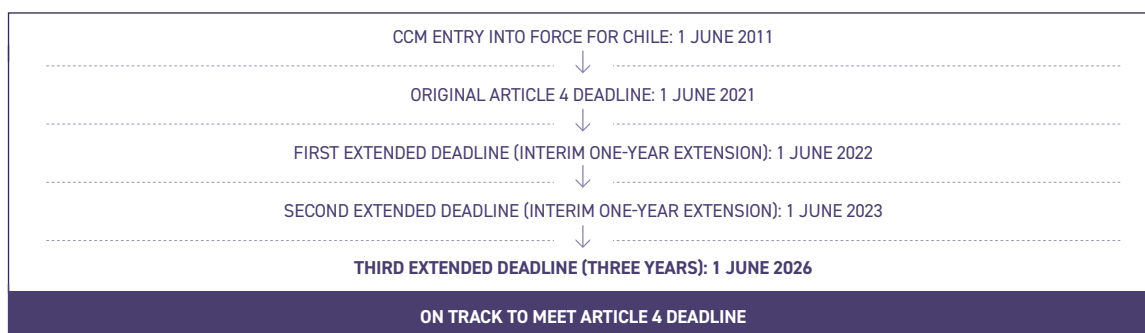 CCM ENTRY INTO FORCE FOR CHILE: 1 JUNE 2011
ORIGINAL ARTICLE 4 DEADLINE: 1 JUNE 2021
FIRST EXTENDED DEADLINE (INTERIM ONE-YEAR EXTENSION): 1 JUNE 2022
SECOND EXTENDED DEADLINE (INTERIM ONE-YEAR EXTENSION): 1 JUNE 2023
THIRD EXTENDED DEADLINE (THREE YEARS): 1 JUNE 2026
ON TRACK TO MEET ARTICLE 4 DEADLINE